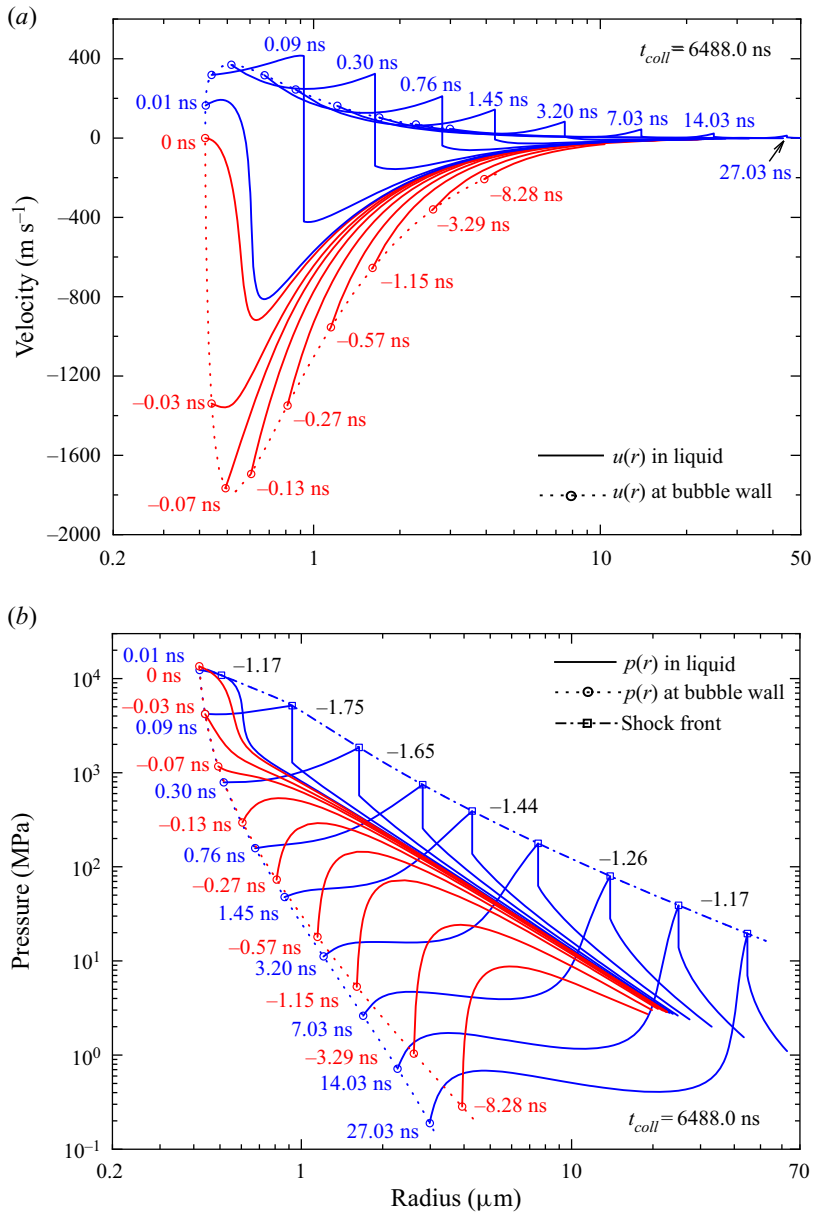 (a)
400
0
–400
–800
–1200
–1600
–2000
Velocity (m s⁻¹)
0.09 ns
0.30 ns
0.76 ns
1.45 ns
3.20 ns
7.03 ns
14.03 ns
27.03 ns
t_coll = 6488.0 ns
0.01 ns
0 ns
–8.28 ns
–3.29 ns
–1.15 ns
–0.57 ns
–0.27 ns
–0.13 ns
–0.03 ns
–0.07 ns
u(r) in liquid
u(r) at bubble wall
0.2
1
10
50
(b)
10⁴
10³
10²
10¹
10⁰
10⁻¹
Pressure (MPa)
0.01 ns
0 ns
–0.03 ns
0.09 ns
–0.07 ns
0.30 ns
–0.13 ns
0.76 ns
–0.27 ns
1.45 ns
–0.57 ns
3.20 ns
–1.15 ns
7.03 ns
–3.29 ns
14.03 ns
27.03 ns
–8.28 ns
–1.17
–1.75
–1.65
–1.44
–1.26
–1.17
p(r) in liquid
p(r) at bubble wall
Shock front
t_coll = 6488.0 ns
0.2
1
10
70
Radius (μm)